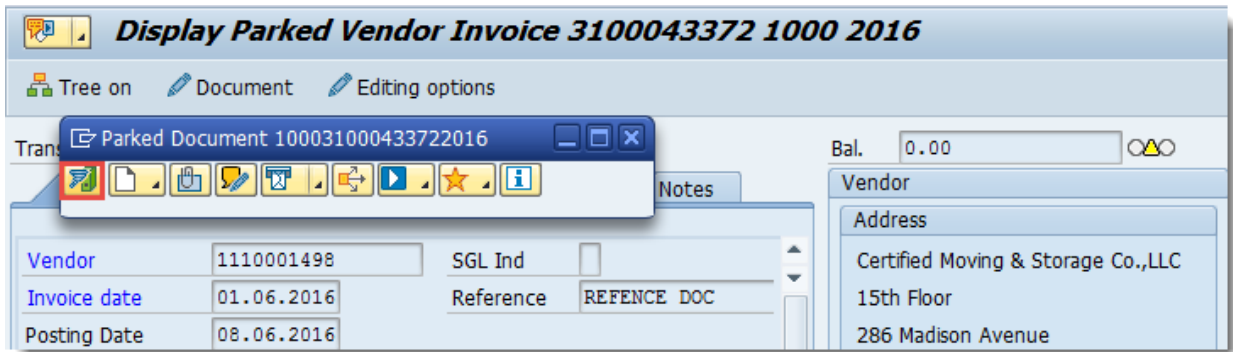 Display Parked Vendor Invoice 3100043372 1000 2016
Tree on Document Editing options
Parked Document 100031000433722016
Trans
Bal. 0.00
Notes
Vendor
Address
Vendor 1110001498 SGL Ind
Certified Moving & Storage Co.,LLC
Invoice date 01.06.2016 Reference REFENCE DOC
15th Floor
Posting Date 08.06.2016
286 Madison Avenue